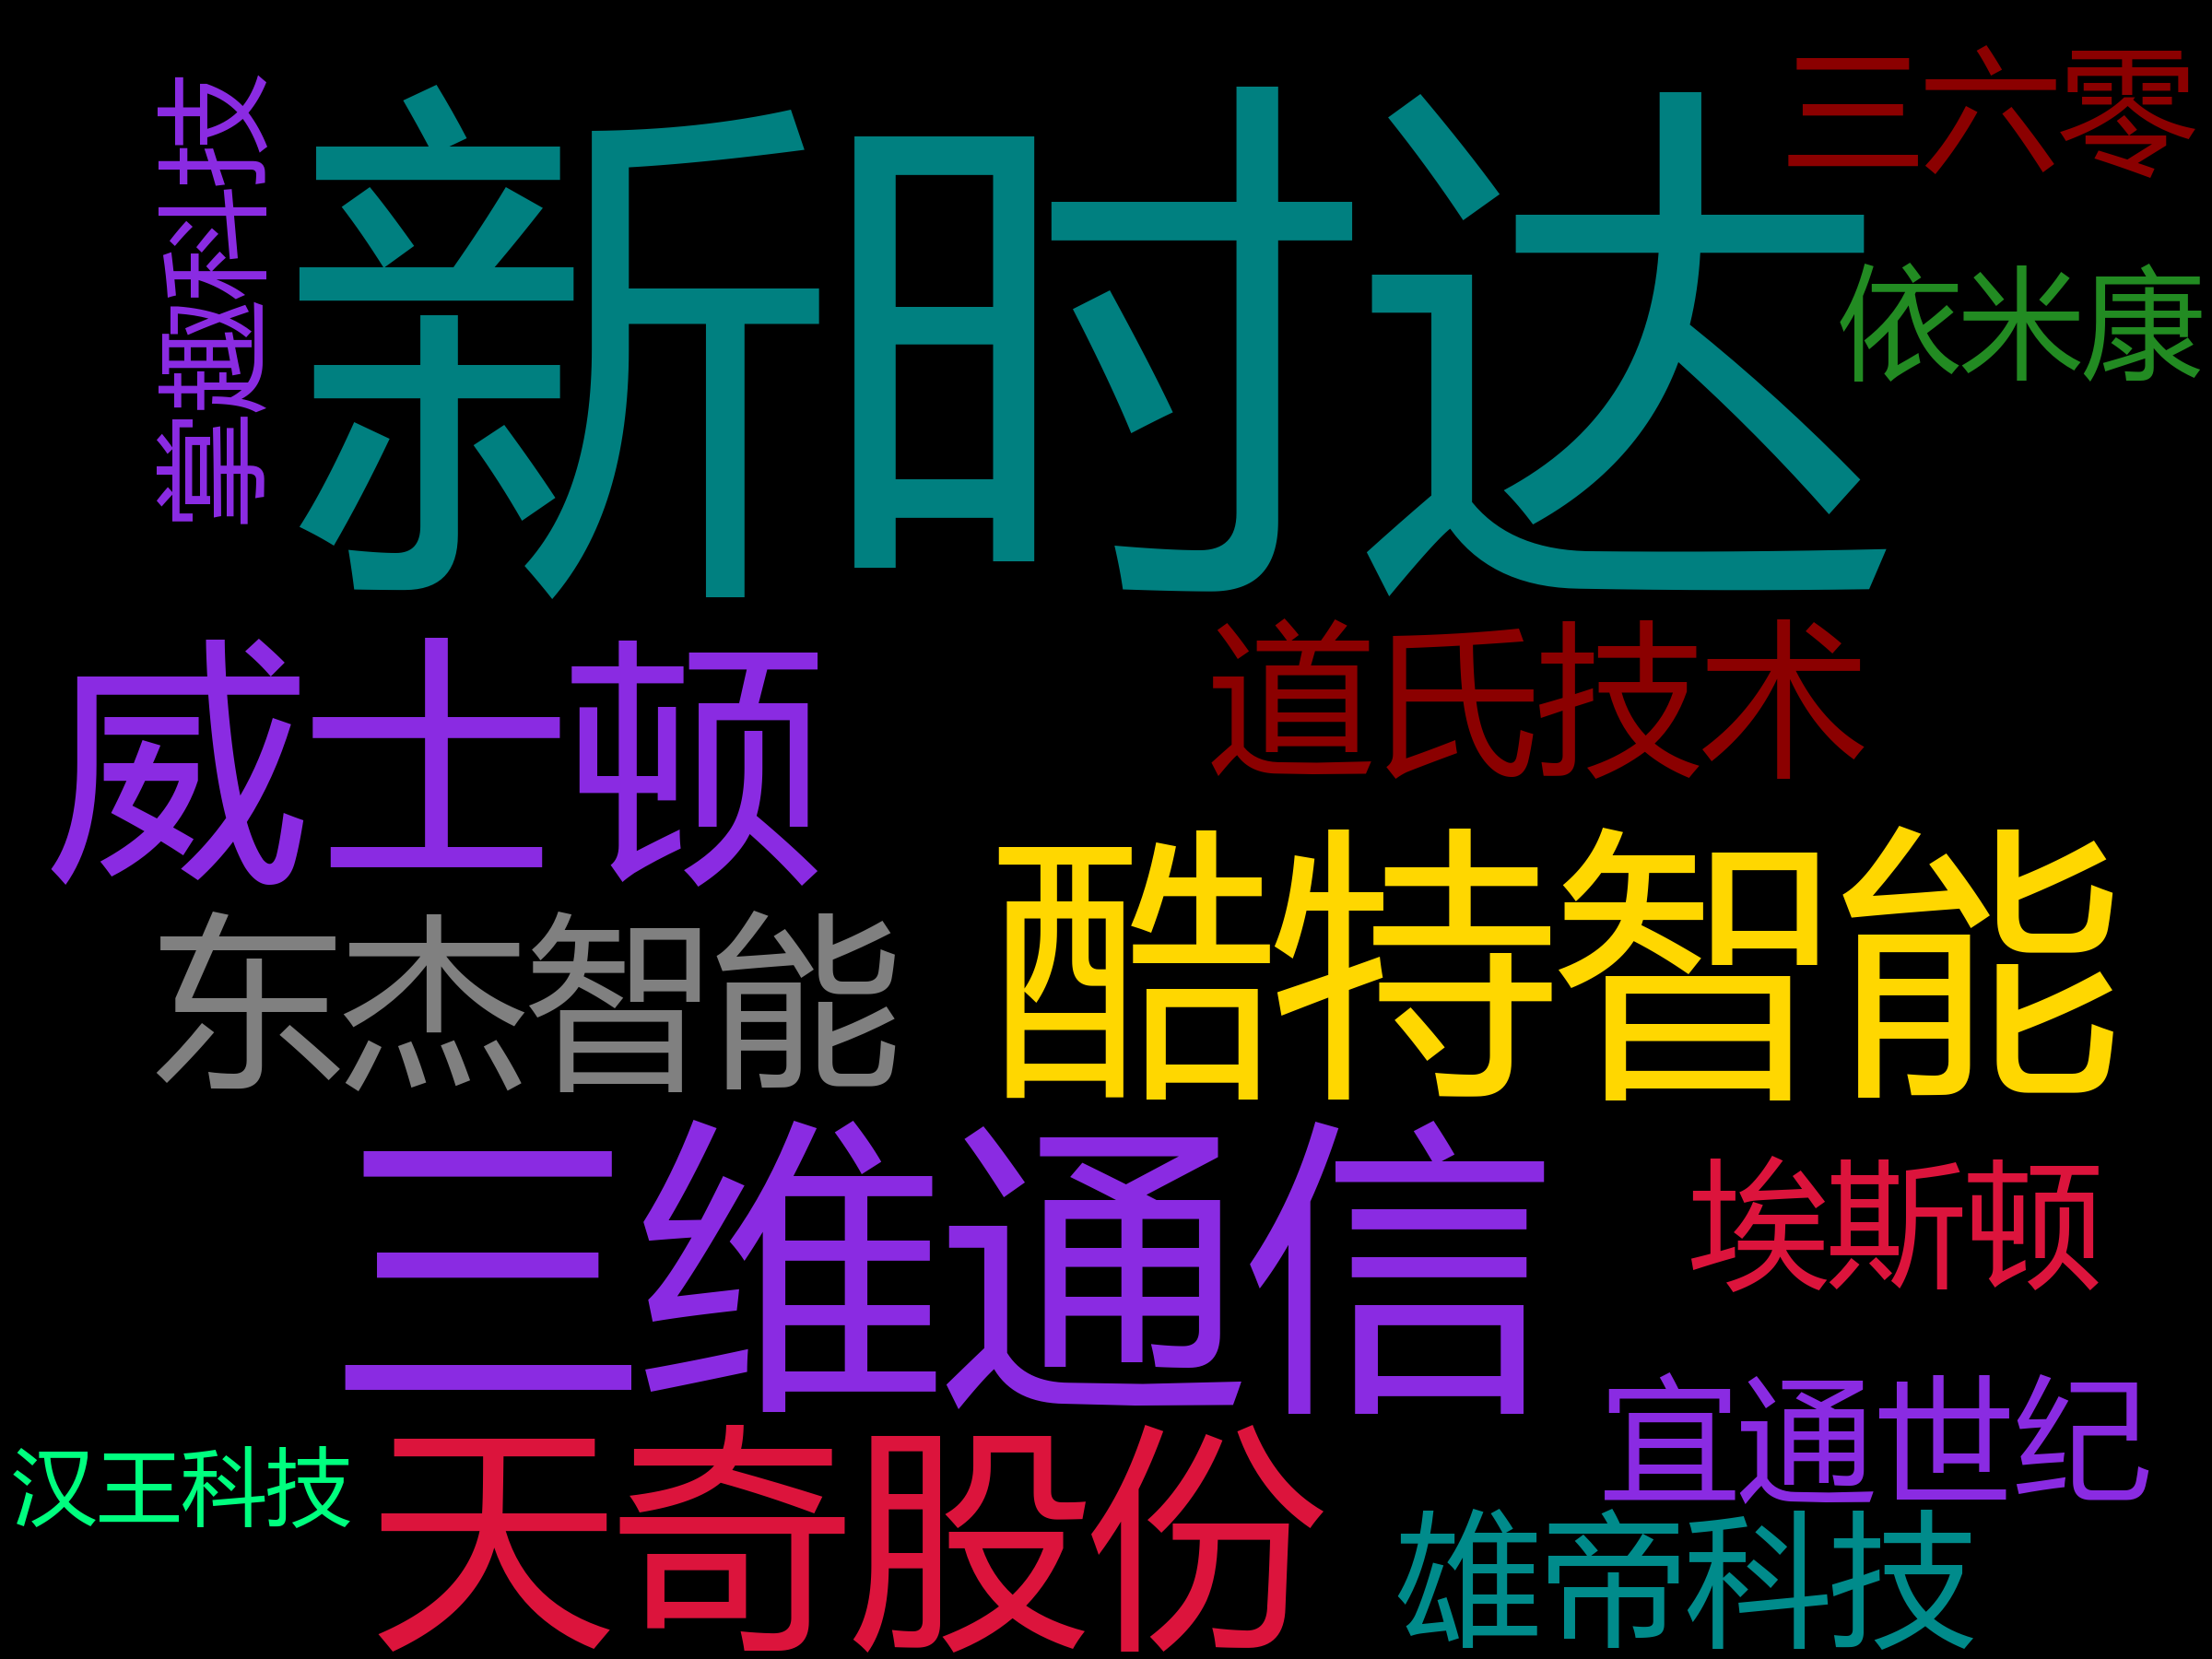 三六零
掌趣科技
新时达
依米康
道氏技术
威士顿
酷特智能
东杰智能
三维通信
埃斯顿
宜通世纪
天奇股份
汉王科技
雄帝科技